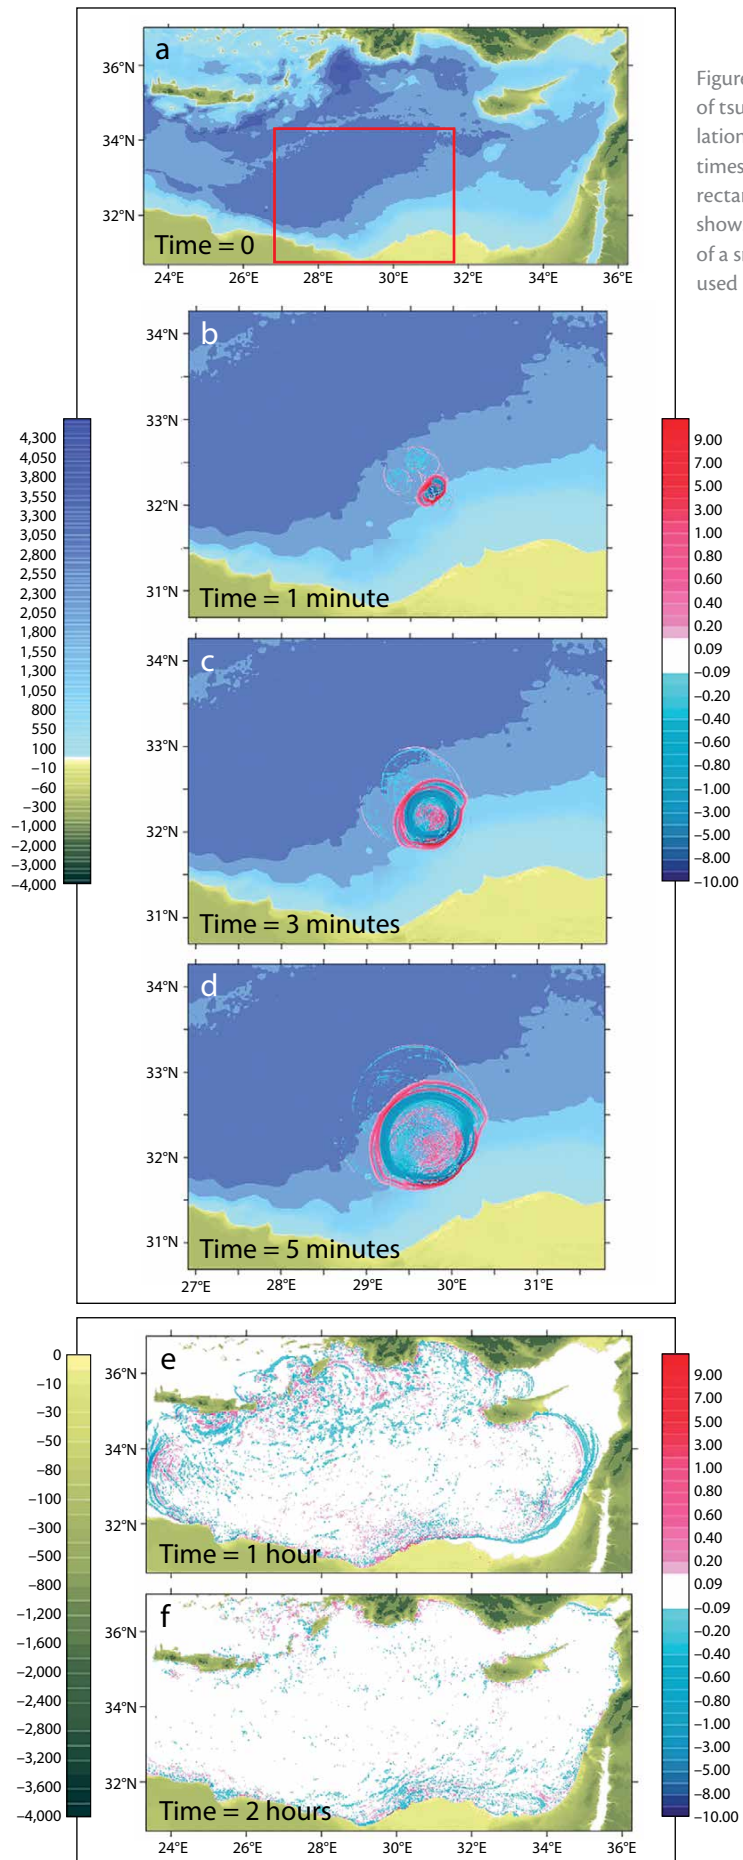 a
36°N
34°N
32°N
Time = 0
24°E 26°E 28°E 30°E 32°E 34°E 36°E
Figure
of tsu
lation
times
rectan
show
of a sr
used
b
34°N
33°N
32°N
31°N
Time = 1 minute
c
34°N
33°N
32°N
31°N
Time = 3 minutes
d
34°N
33°N
32°N
31°N
Time = 5 minutes
27°E 28°E 29°E 30°E 31°E
4,300
4,050
3,800
3,550
3,300
3,050
2,800
2,550
2,300
2,050
1,800
1,550
1,300
1,050
800
550
100
–10
–60
–300
–1,000
–2,000
–3,000
–4,000
9.00
7.00
5.00
3.00
1.00
0.80
0.60
0.40
0.20
0.09
–0.09
–0.20
–0.40
–0.60
–0.80
–1.00
–3.00
–5.00
–8.00
–10.00
e
36°N
34°N
32°N
Time = 1 hour
f
36°N
34°N
32°N
Time = 2 hours
24°E 26°E 28°E 30°E 32°E 34°E 36°E
0
–10
–30
–50
–80
–100
–300
–500
–800
–1,200
–1,600
–2,000
–2,400
–2,800
–3,200
–3,600
–4,000
9.00
7.00
5.00
3.00
1.00
0.80
0.60
0.40
0.20
0.09
–0.09
–0.20
–0.40
–0.60
–0.80
–1.00
–3.00
–5.00
–8.00
–10.00